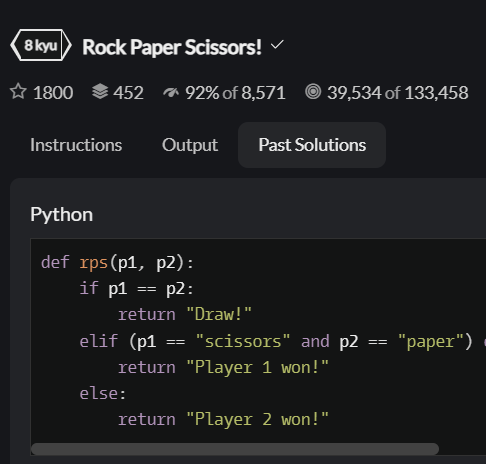 8 kyu Rock Paper Scissors!
1800 452 92% of 8,571 39,534 of 133,458
Instructions Output Past Solutions
Python
def rps(p1, p2):
    if p1 == p2:
        return "Draw!"
    elif (p1 == "scissors" and p2 == "paper")
        return "Player 1 won!"
    else:
        return "Player 2 won!"